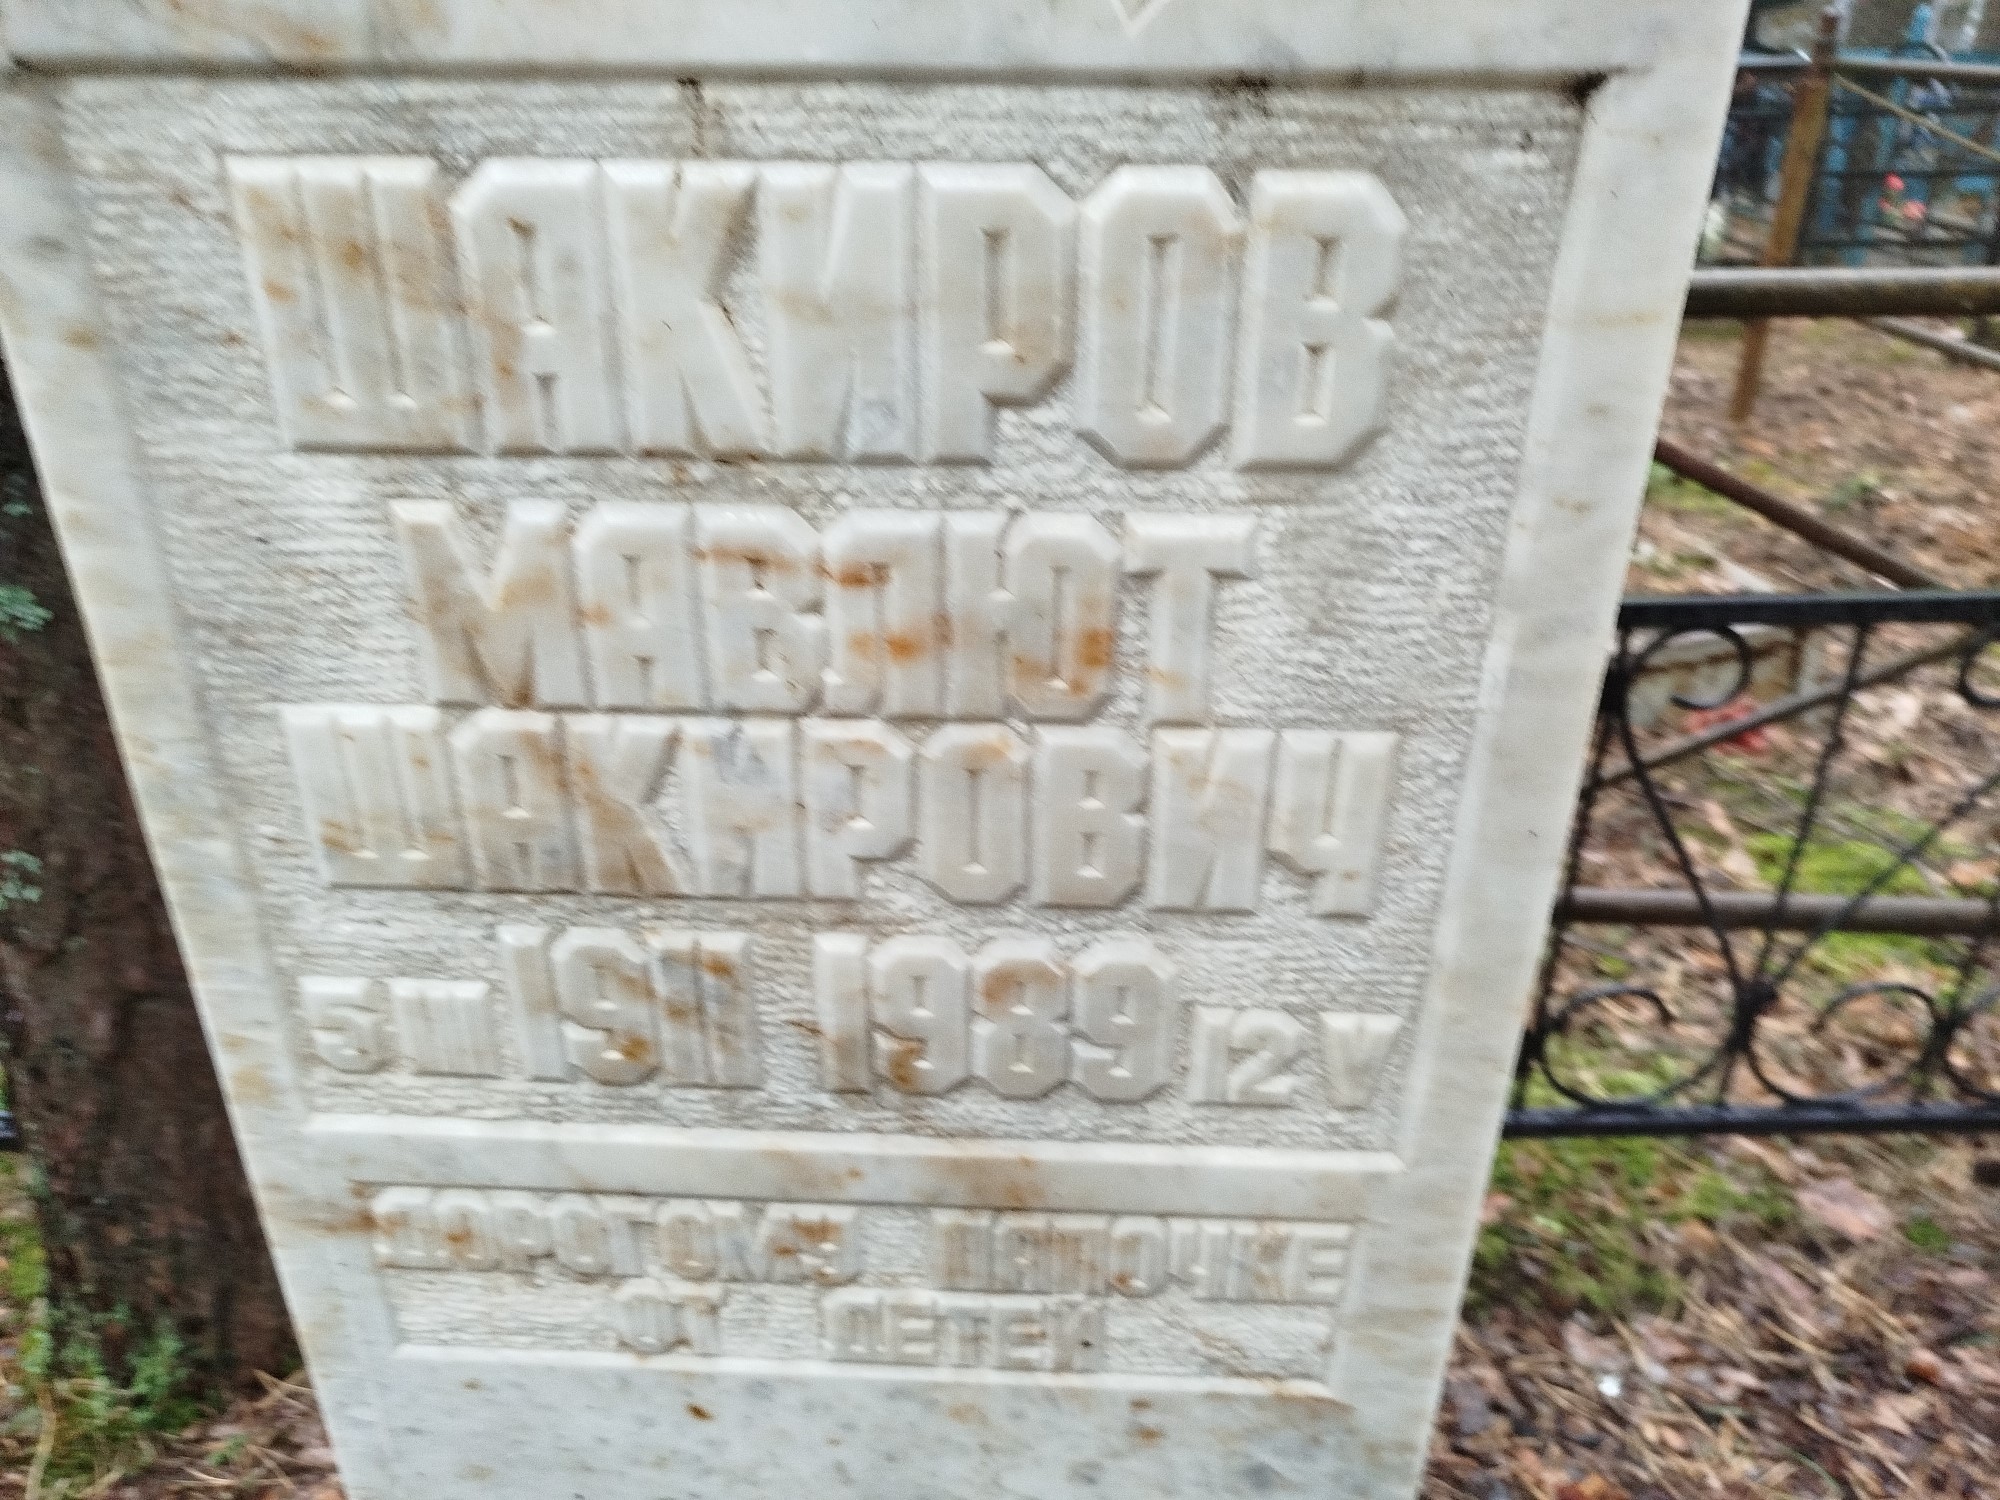 ШАКИРОВ
МАВЛЮТ
ШАКИРОВИЧ
5 III 1911 1989 12 V
ДОРОГОМУ ПАПОЧКЕ
ОТ ДЕТЕЙ